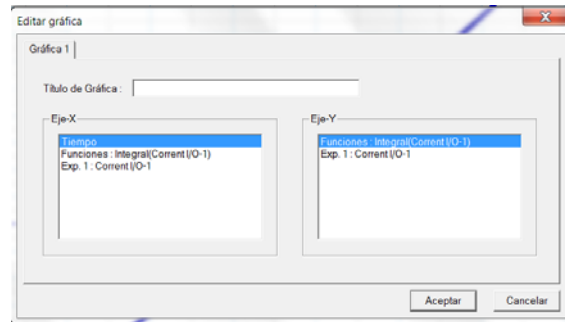 Editar gráfica
Gráfica 1
Título de Gráfica :
Eje-X
Tiempo
Funciones : Integral(Corrent I/O-1)
Exp. 1 : Corrent I/O-1
Eje-Y
Funciones : Integral(Corrent I/O-1)
Exp. 1 : Corrent I/O-1
Aceptar
Cancelar